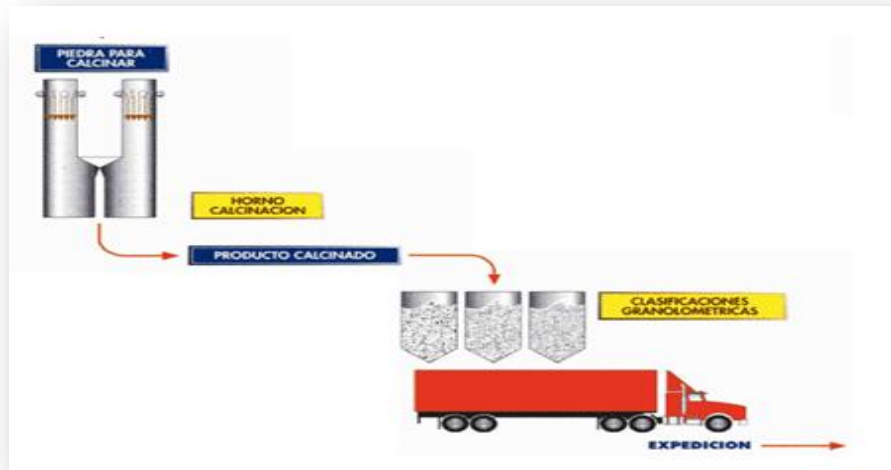 PIEDRA PARA
CALCINAR
HORNO
CALCINACION
PRODUCTO CALCINADO
CLASIFICACIONES
GRANOLOMETRICAS
EXPEDICION